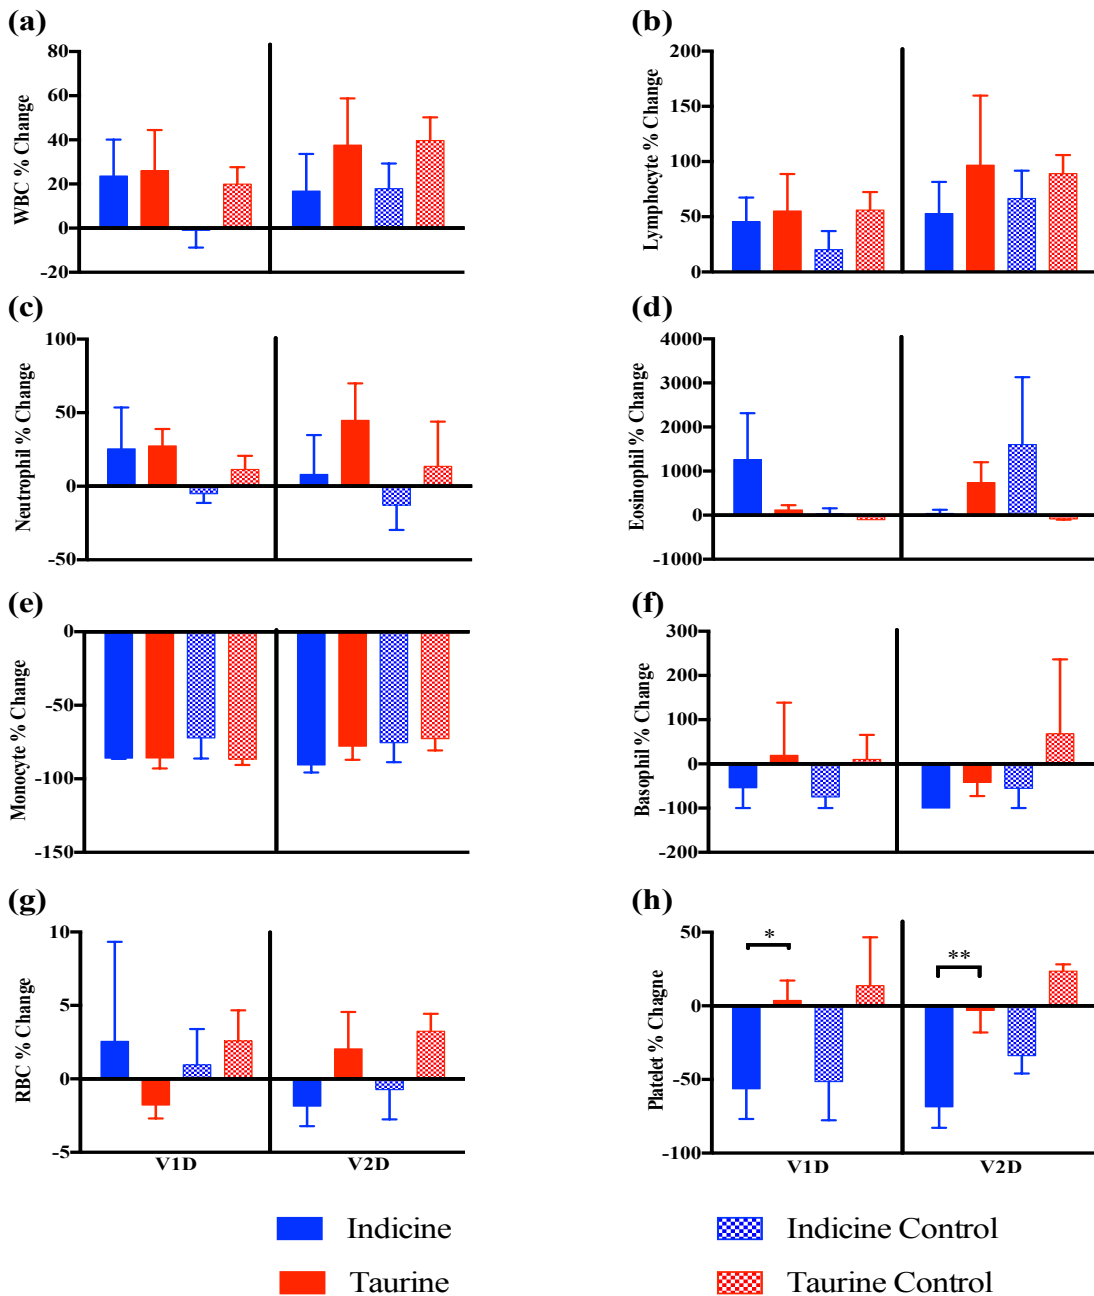 (a)
WBC % Change
80
60
40
20
0
-20
(b)
Lymphocyte % Change
200
150
100
50
0
(c)
Neutrophil % Change
100
50
0
-50
(d)
Eosinophil % Change
4000
3000
2000
1000
0
-1000
(e)
Monocyte % Change
0
-50
-100
-150
(f)
Basophil % Change
300
200
100
0
-100
-200
(g)
RBC % Change
10
5
0
-5
V1D V2D
(h)
Platelet % Chagne
50
0
-50
-100
*
**
V1D V2D
Indicine
Indicine Control
Taurine
Taurine Control